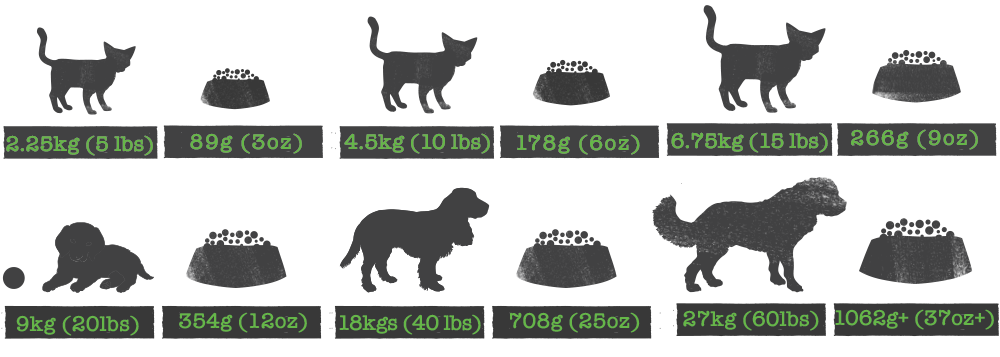 2.25kg (5 lbs) 89g (3oz) 4.5kg (10 lbs) 178g (6oz) 6.75kg (15 lbs) 266g (9oz)
9kg (20lbs) 354g (12oz) 18kgs (40 lbs) 708g (25oz) 27kg (60lbs) 1062g+ (37oz+)